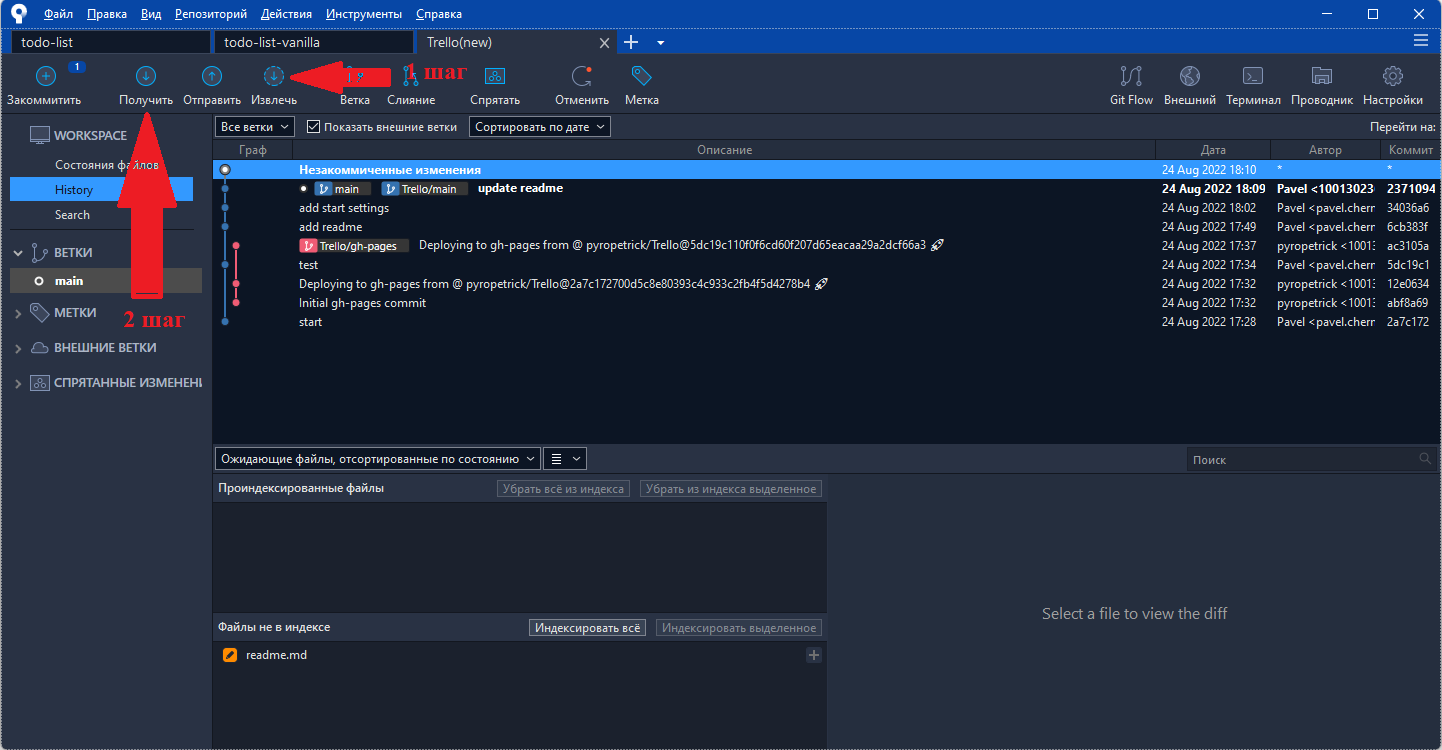 Файл Правка Вид Репозиторий Действия Инструменты Справка
todo-list todo-list-vanilla Trello(new)
1 1 шаг
Закоммитить Получить Отправить Извлечь Ветка Слияние Спрятать Отменить Метка Git Flow Внешний Терминал Проводник Настройки
Все ветки Показать внешние ветки Сортировать по дате Перейти на:
WORKSPACE
Состояния файлов
History
Search
ВЕТКИ
main
2 шаг
МЕТКИ
ВНЕШНИЕ ВЕТКИ
СПРЯТАННЫЕ ИЗМЕНЕНИ
Граф Описание Дата Автор Коммит
Незакоммиченные изменения 24 Aug 2022 18:10 * *
main Trello/main update readme 24 Aug 2022 18:09 Pavel <10013023 2371094
add start settings 24 Aug 2022 18:02 Pavel <pavel.cherr 34036a6
add readme 24 Aug 2022 17:49 Pavel <pavel.cherr 6cb383f
Trello/gh-pages Deploying to gh-pages from @ pyropetrick/Trello@5dc19c110f0f6cd60f207d65eacaa29a2dcf66a3 🚀 24 Aug 2022 17:37 pyropetrick <1001: ac3105a
test 24 Aug 2022 17:34 Pavel <pavel.cherr 5dc19c1
Deploying to gh-pages from @ pyropetrick/Trello@2a7c172700d5c8e80393c4c933c2fb4f5d4278b4 🚀 24 Aug 2022 17:32 pyropetrick <1001: 12e0634
Initial gh-pages commit 24 Aug 2022 17:32 pyropetrick <1001: abf8a69
start 24 Aug 2022 17:28 Pavel <pavel.cherr 2a7c172
Ожидающие файлы, отсортированные по состоянию Поиск
Проиндексированные файлы Убрать всё из индекса Убрать из индекса выделенное
Select a file to view the diff
Файлы не в индексе Индексировать всё Индексировать выделенное
readme.md